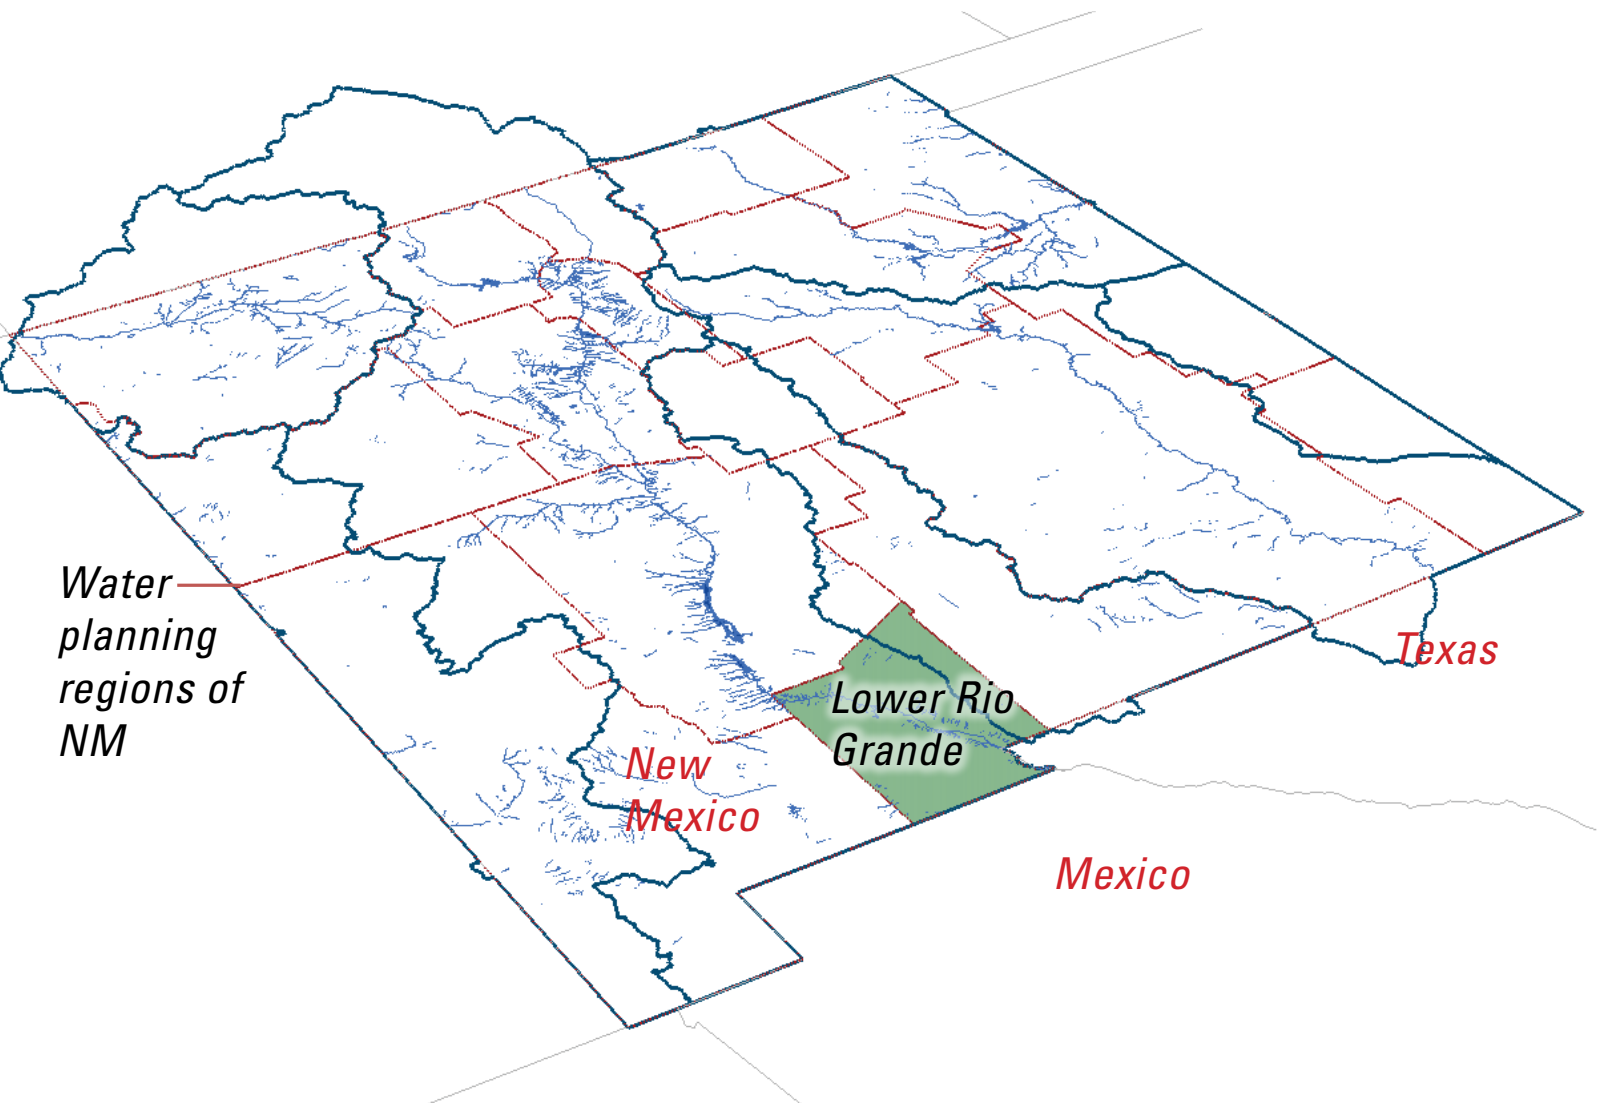 Water
planning
regions of
NM
Lower Rio
Grande
Texas
New
Mexico
Mexico